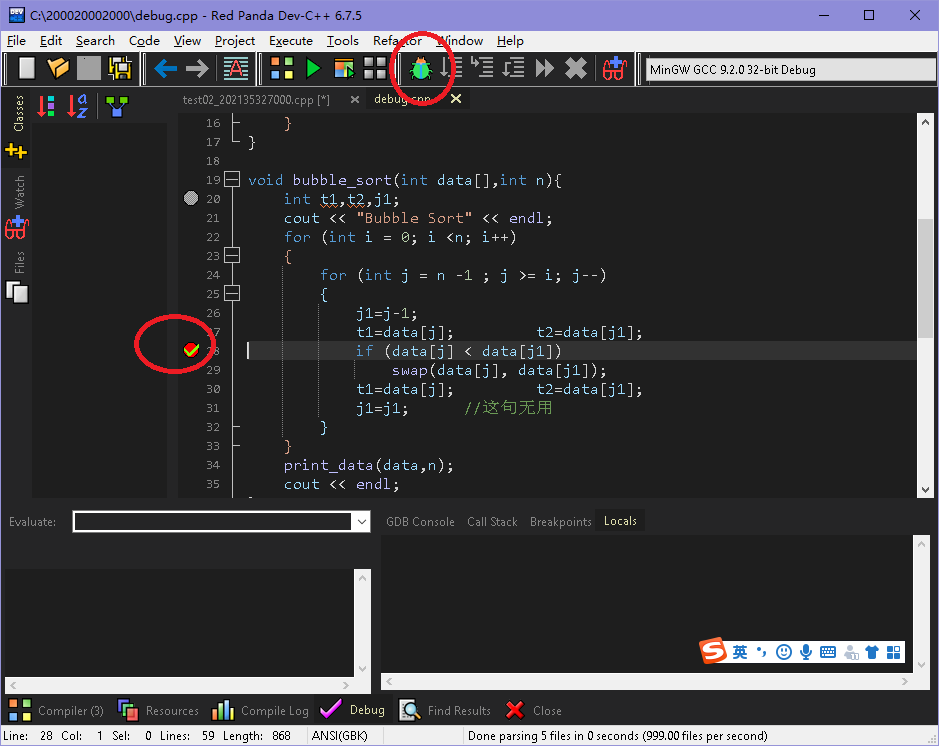 C:\200020002000\debug.cpp - Red Panda Dev-C++ 6.7.5
File Edit Search Code View Project Execute Tools Refactor Window Help
MinGW GCC 9.2.0 32-bit Debug
Classes
Watch
Files
test02_202135327000.cpp [*] debug.cpp
16 }
17 }
18
19 void bubble_sort(int data[],int n){
20 int t1,t2,j1;
21 cout << "Bubble Sort" << endl;
22 for (int i = 0; i <n; i++)
23 {
24 for (int j = n -1 ; j >= i; j--)
25 {
26 j1=j-1;
27 t1=data[j]; t2=data[j1];
28 if (data[j] < data[j1])
29 swap(data[j], data[j1]);
30 t1=data[j]; t2=data[j1];
31 j1=j1; //这句无用
32 }
33 }
34 print_data(data,n);
35 cout << endl;
Evaluate:
GDB Console Call Stack Breakpoints Locals
S 英
Compiler (3) Resources Compile Log Debug Find Results Close
Line: 28 Col: 1 Sel: 0 Lines: 59 Length: 868 ANSI(GBK) Done parsing 5 files in 0 seconds (999.00 files per second)